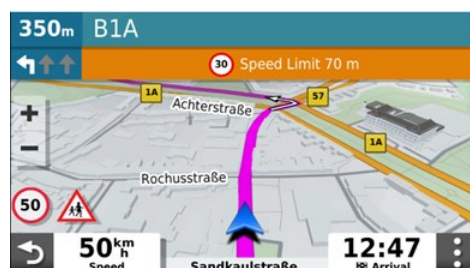 350m B1A
30 Speed Limit 70 m
1A
57
Achterstraße
1A
Rochusstraße
50
50 km/h
Speed
Sandkaulstraße
12:47
Arrival